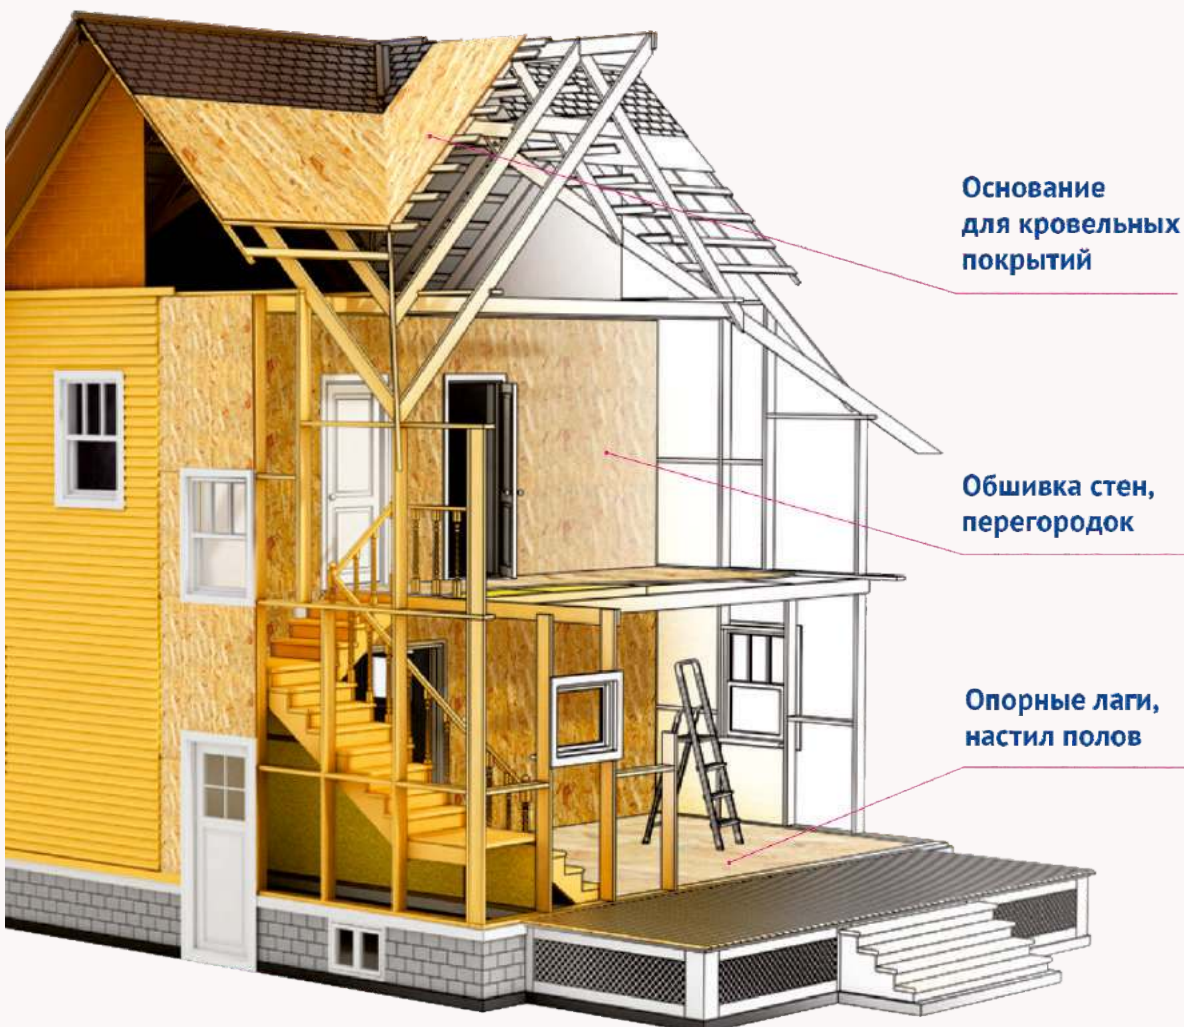 Основание
для кровельных
покрытий
Обшивка стен,
перегородок
Опорные лаги,
настил полов